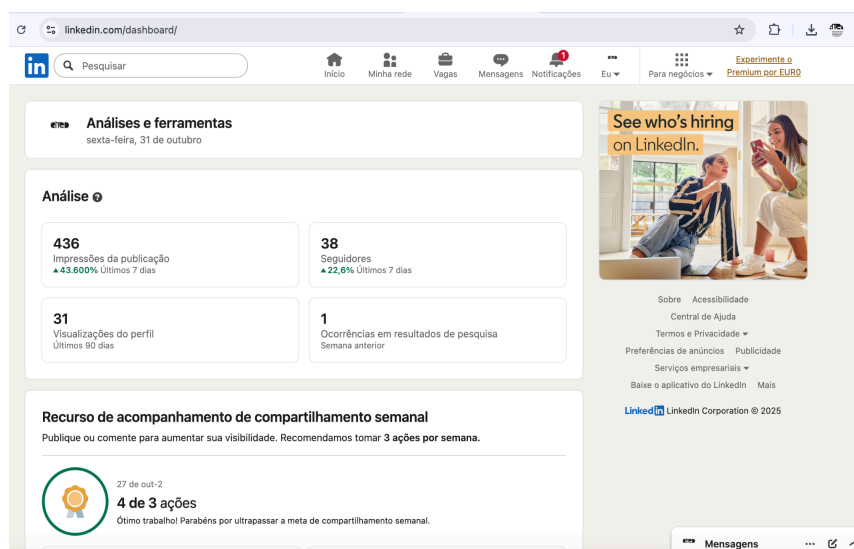 linkedin.com/dashboard/
in
Pesquisar
Início
Minha rede
Vagas
Mensagens
1
Notificações
Eu
Para negócios
Experimente o
Premium por EUR0
Análises e ferramentas
sexta-feira, 31 de outubro
See who's hiring
on LinkedIn.
Análise
436
Impressões da publicação
43.600% Últimos 7 dias
38
Seguidores
22,6% Últimos 7 dias
31
Visualizações do perfil
Últimos 90 dias
1
Ocorrências em resultados de pesquisa
Semana anterior
Sobre Acessibilidade
Central de Ajuda
Termos e Privacidade
Preferências de anúncios Publicidade
Serviços empresariais
Baixe o aplicativo do LinkedIn Mais
LinkedIn LinkedIn Corporation © 2025
Recurso de acompanhamento de compartilhamento semanal
Publique ou comente para aumentar sua visibilidade. Recomendamos tomar 3 ações por semana.
27 de out-2
4 de 3 ações
Ótimo trabalho! Parabéns por ultrapassar a meta de compartilhamento semanal.
Mensagens